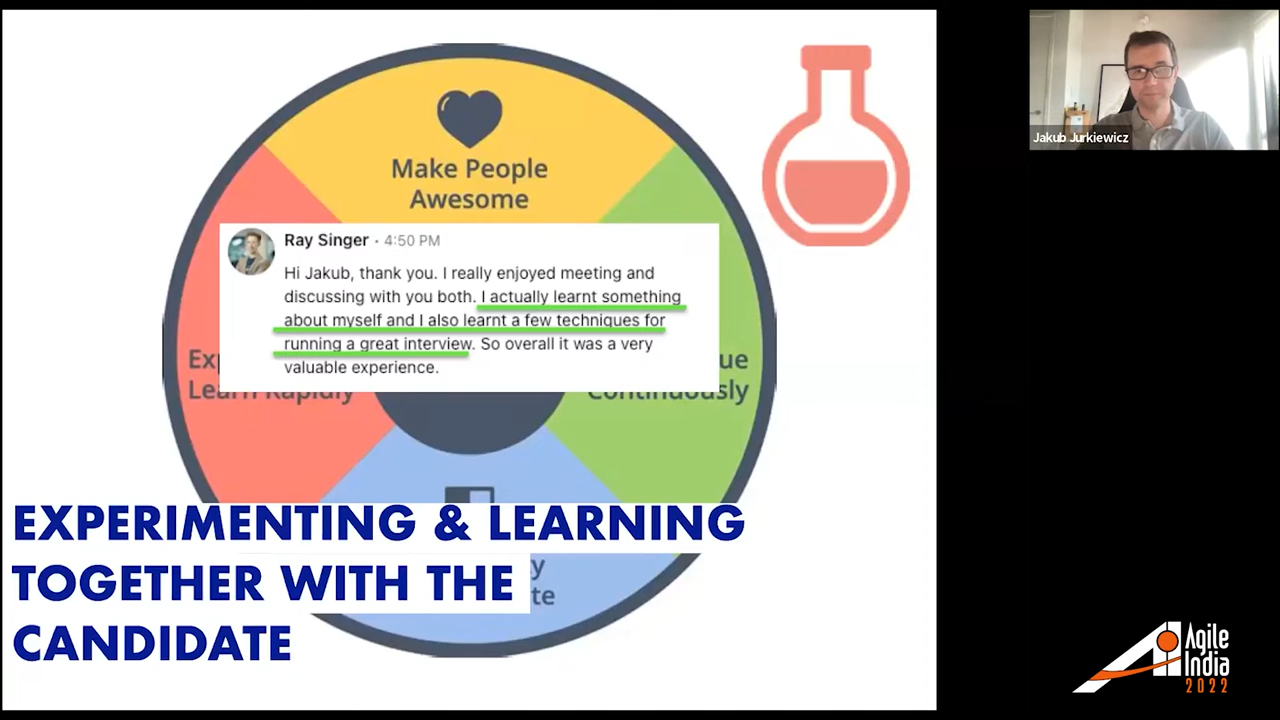 Make People
Awesome
Ray Singer · 4:50 PM
Hi Jakub, thank you. I really enjoyed meeting and
discussing with you both. I actually learnt something
about myself and I also learnt a few techniques for
running a great interview. So overall it was a very
valuable experience.
Learn Rapidly
Continuously
EXPERIMENTING & LEARNING
TOGETHER WITH THE
CANDIDATE
Jakub Jurkiewicz
Agile
India
2022